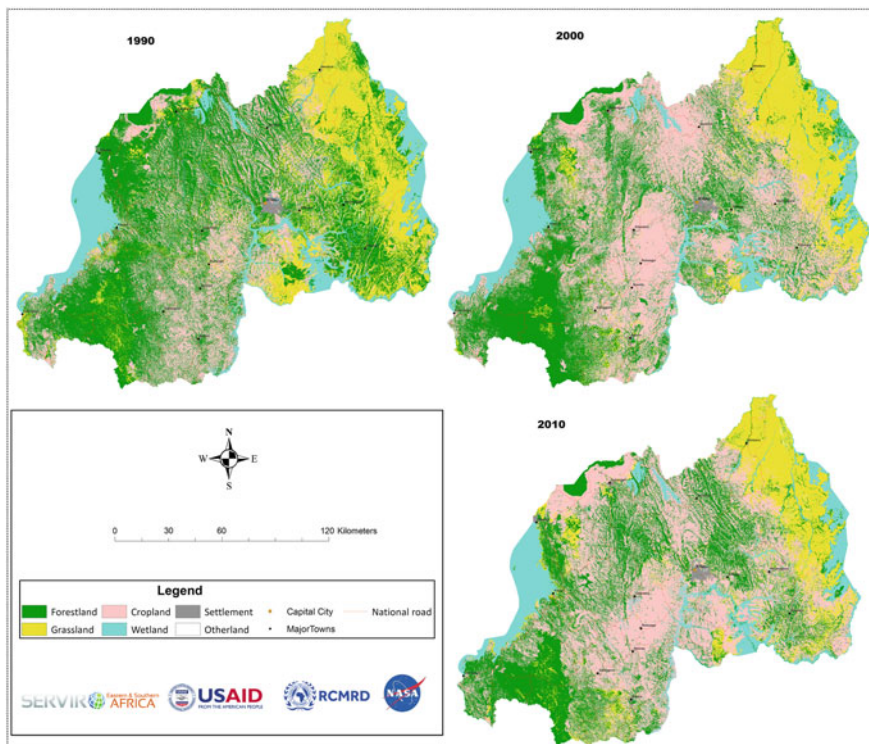 1990
2000
2010
N
W
E
S
0
30
60
120 Kilometers
Legend
Forestland
Cropland
Settlement
Capital City
National road
Grassland
Wetland
Otherland
MajorTowns
SERVIR
Eastern & Southern
AFRICA
USAID
FROM THE AMERICAN PEOPLE
RCMRD
NASA